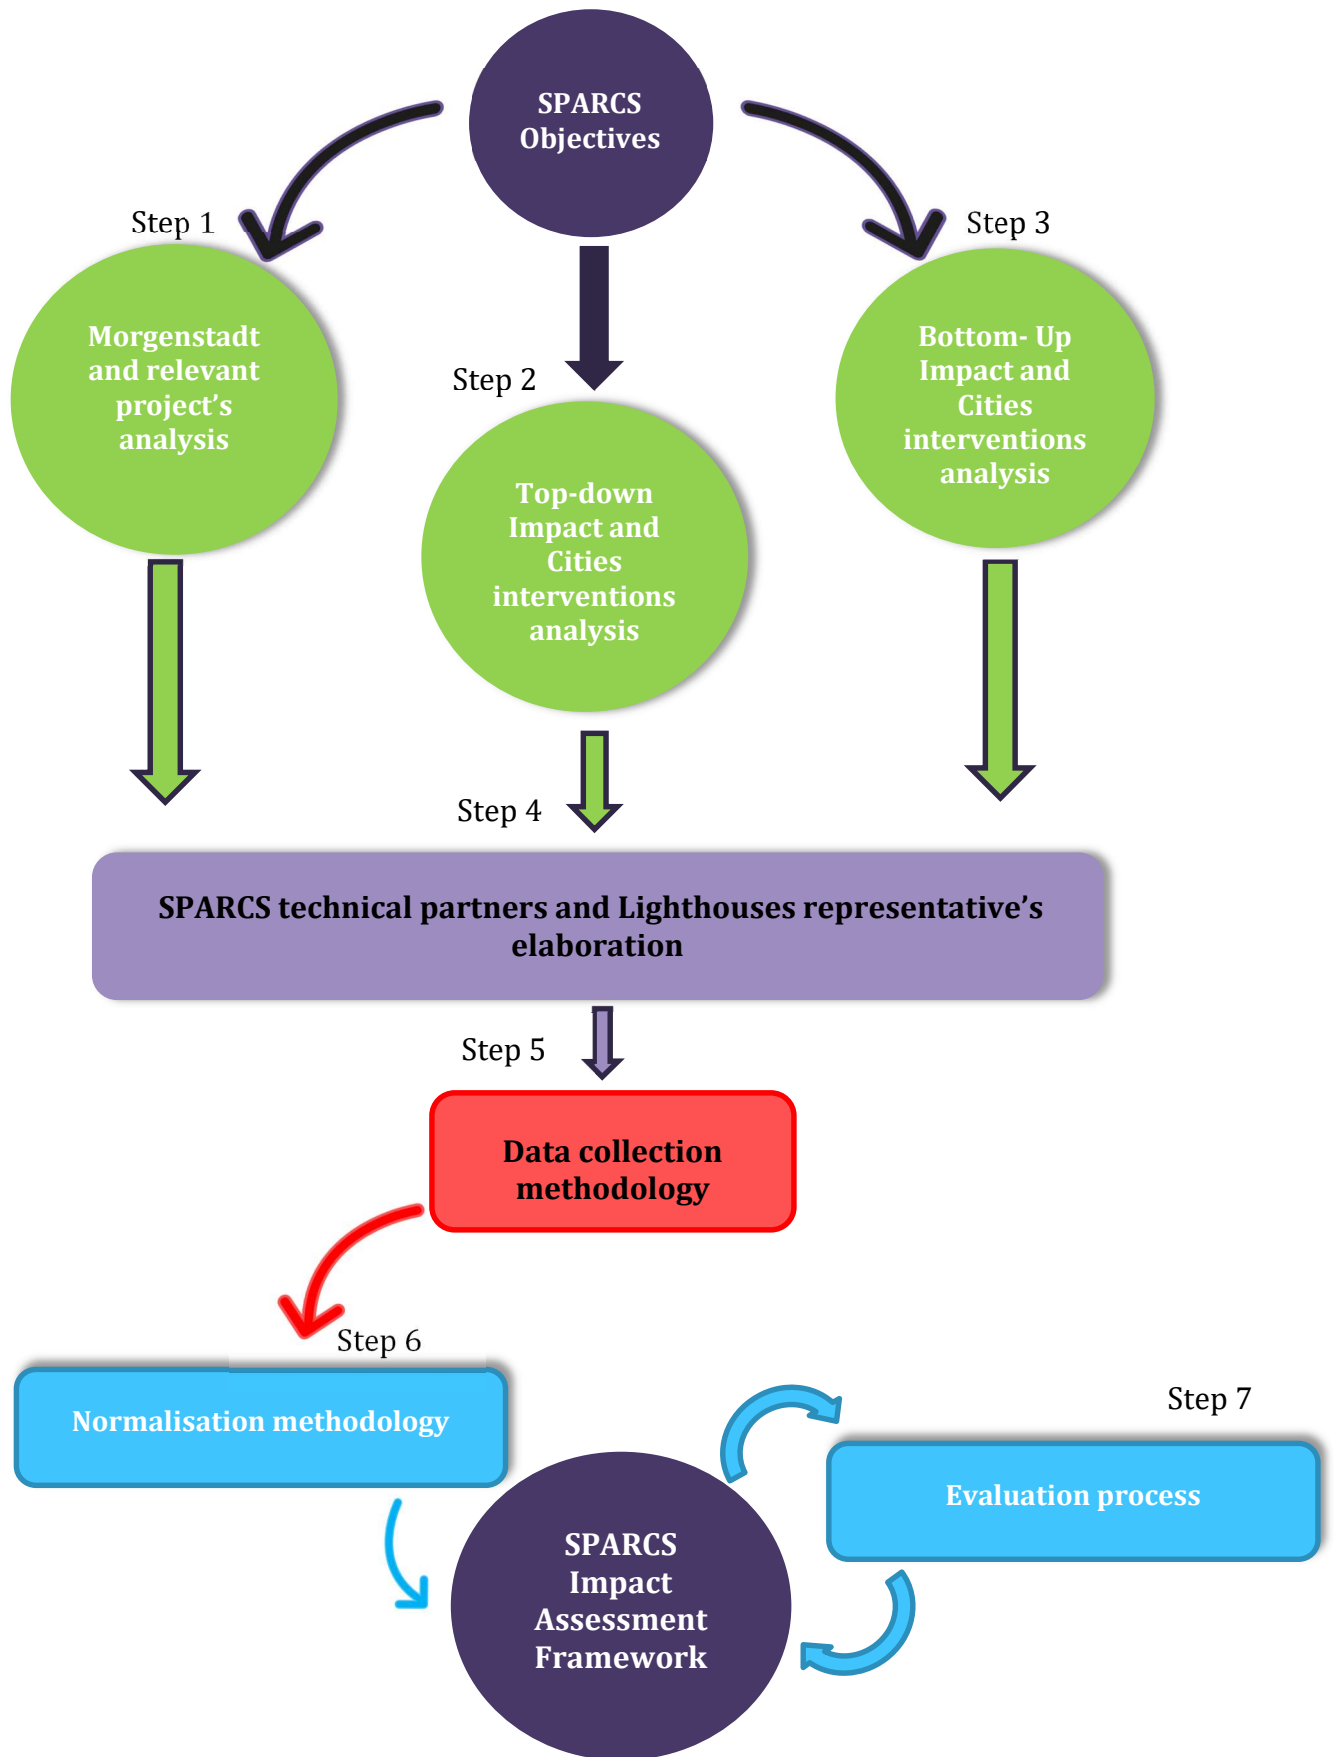 SPARCS
Objectives
Step 1
Step 3
Morgenstadt
and relevant
project’s
analysis
Step 2
Bottom- Up
Impact and
Cities
interventions
analysis
Top-down
Impact and
Cities
interventions
analysis
Step 4
SPARCS technical partners and Lighthouses representative’s
elaboration
Step 5
Data collection
methodology
Step 6
Normalisation methodology
Step 7
Evaluation process
SPARCS
Impact
Assessment
Framework